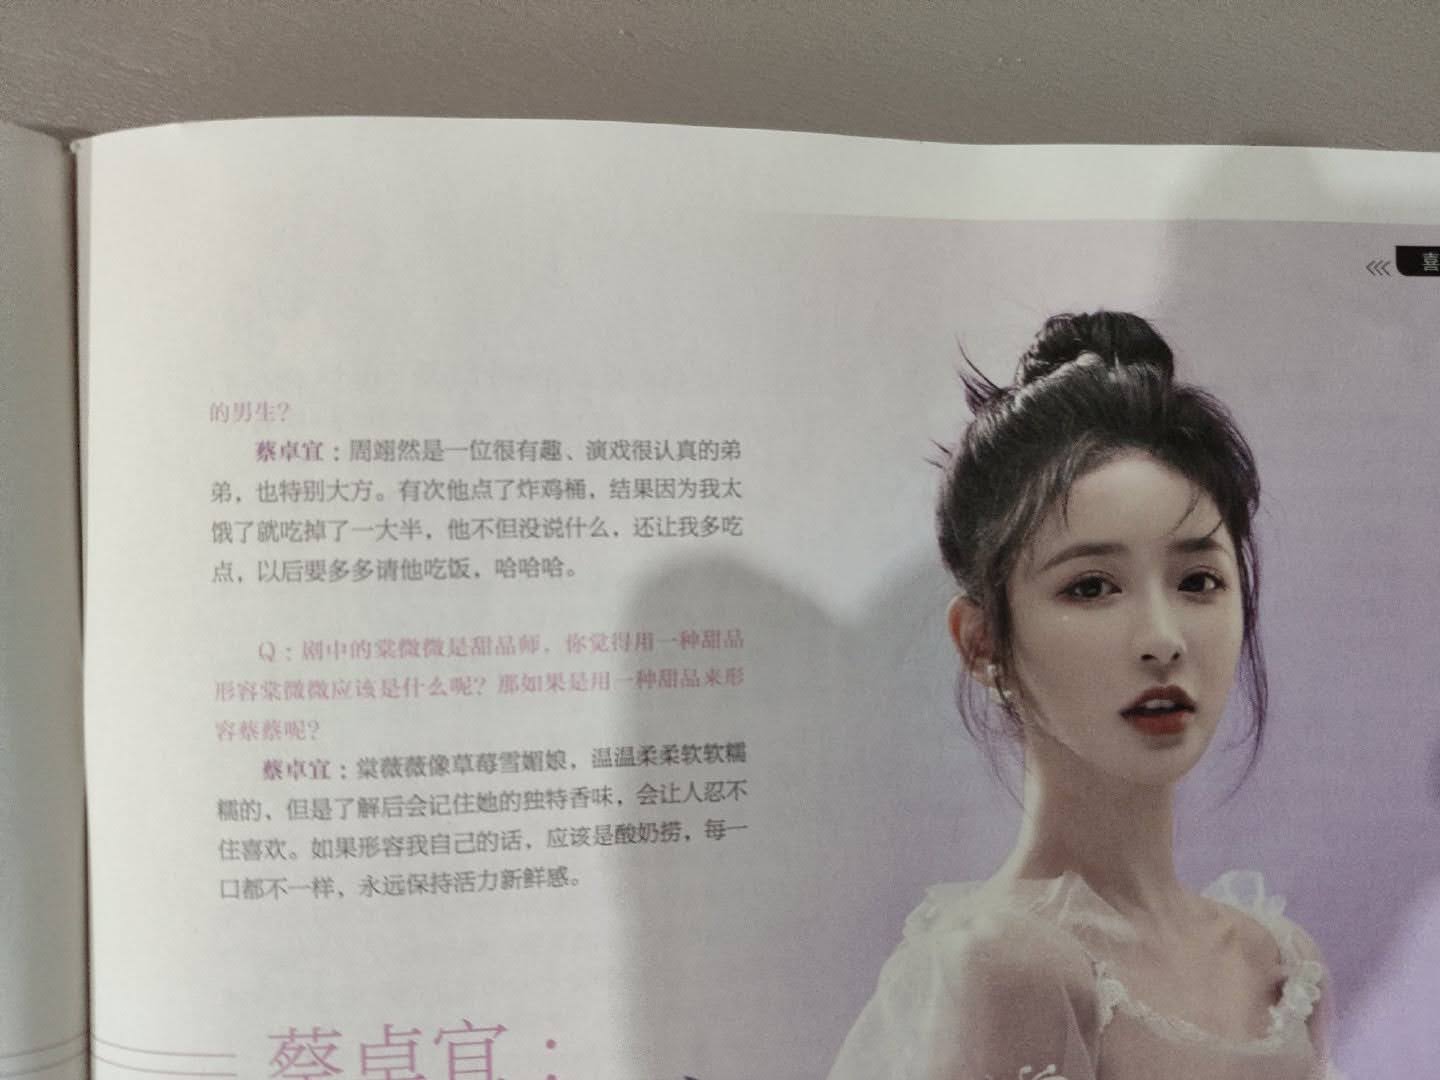 的男生？
蔡卓宜：周翊然是一位很有趣、演戏很认真的弟
弟，也特别大方。有次他点了炸鸡桶，结果因为我太
饿了就吃掉了一大半，他不但没说什么，还让我多吃
点，以后要多多请他吃饭，哈哈哈。
Q：剧中的棠微微是甜品师，你觉得用一种甜品
形容棠微微应该是什么呢？那如果是用一种甜品来形
容蔡蔡呢？
蔡卓宜：棠薇薇像草莓雪媚娘，温温柔柔软软糯
糯的，但是了解后会记住她的独特香味，会让人忍不
住喜欢。如果形容我自己的话，应该是酸奶捞，每一
口都不一样，永远保持活力新鲜感。
蔡卓宜：